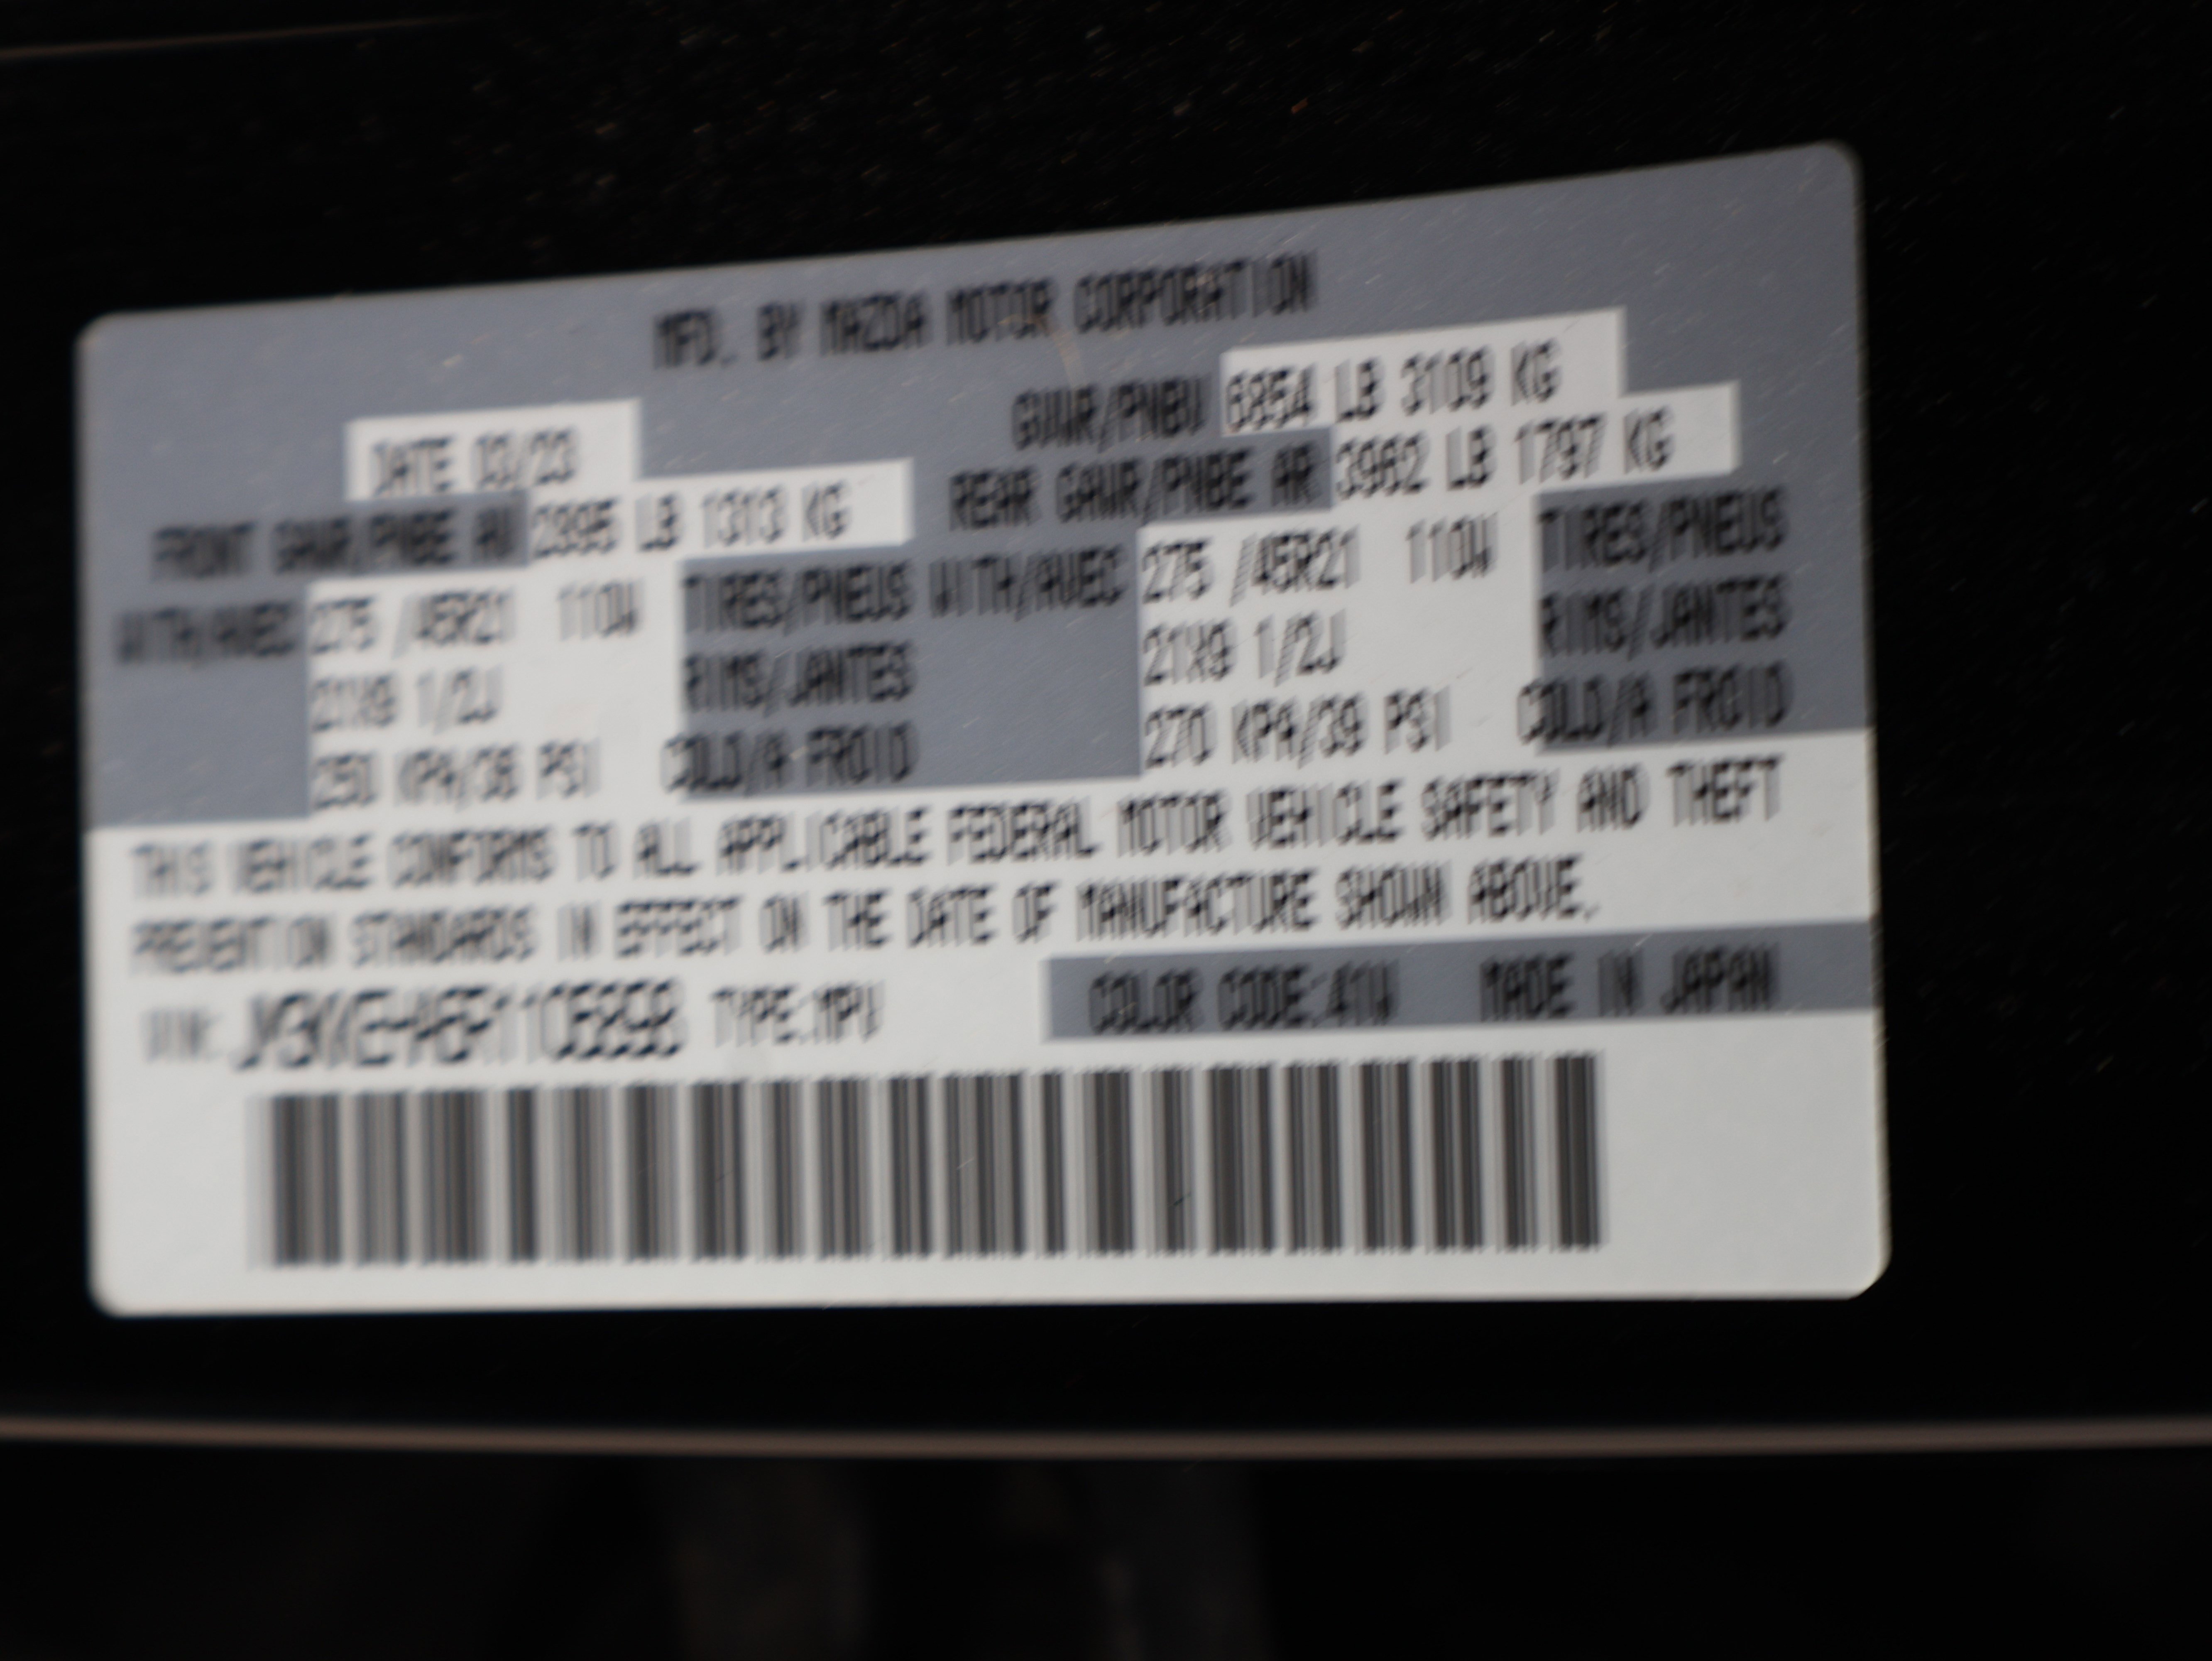 MFD. BY MAZDA MOTOR CORPORATION
DATE 03/23 GVWR/PNBV 6854 LB 3109 KG
FRONT GAWR/PNBE AV 2895 LB 1313 KG REAR GAWR/PNBE AR 3962 LB 1797 KG
WITH/AVEC 275 /45R21 110W TIRES/PNEUS WITH/AVEC 275 /45R21 110W TIRES/PNEUS
21X9 1/2J RIMS/JANTES 21X9 1/2J RIMS/JANTES
250 KPA/36 PSI COLD/A FROID 270 KPA/39 PSI COLD/A FROID
THIS VEHICLE CONFORMS TO ALL APPLICABLE FEDERAL MOTOR VEHICLE SAFETY AND THEFT
PREVENTION STANDARDS IN EFFECT ON THE DATE OF MANUFACTURE SHOWN ABOVE.
VIN: TYPE:MPV COLOR CODE:41W MADE IN JAPAN